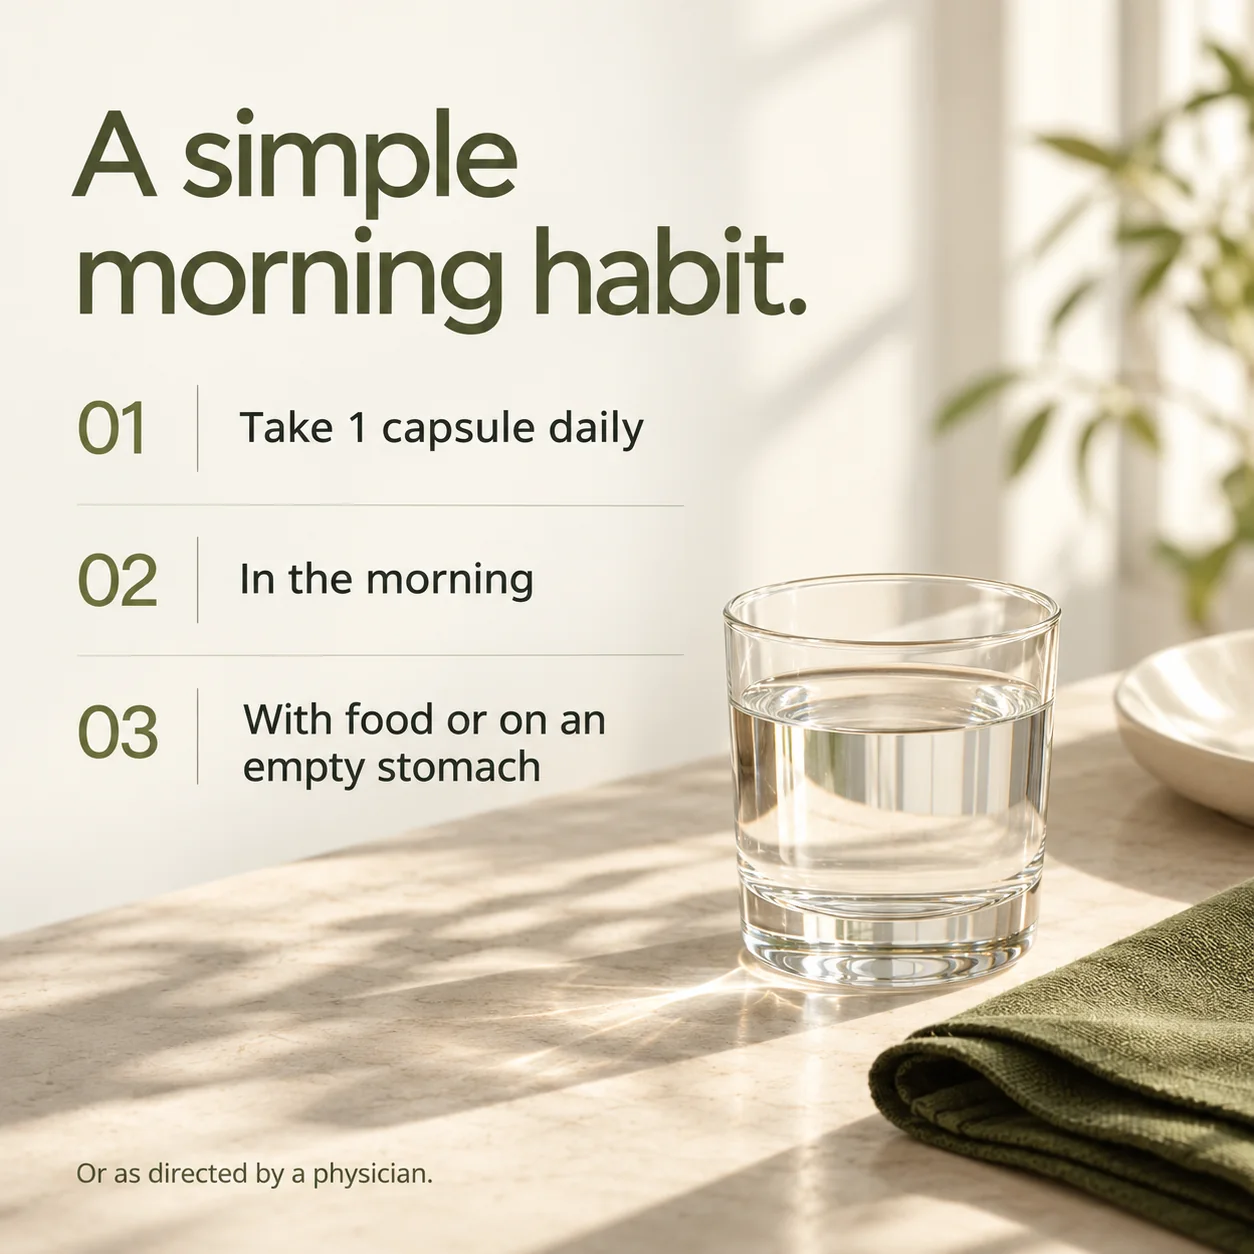 A simple
morning habit.
01 Take 1 capsule daily
02 In the morning
03 With food or on an
empty stomach
Or as directed by a physician.